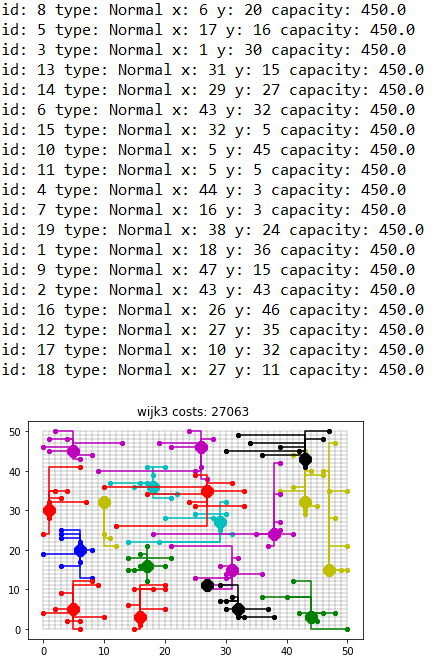 id: 8 type: Normal x: 6 y: 20 capacity: 450.0
id: 5 type: Normal x: 17 y: 16 capacity: 450.0
id: 3 type: Normal x: 1 y: 30 capacity: 450.0
id: 13 type: Normal x: 31 y: 15 capacity: 450.0
id: 14 type: Normal x: 29 y: 27 capacity: 450.0
id: 6 type: Normal x: 43 y: 32 capacity: 450.0
id: 15 type: Normal x: 32 y: 5 capacity: 450.0
id: 10 type: Normal x: 5 y: 45 capacity: 450.0
id: 11 type: Normal x: 5 y: 5 capacity: 450.0
id: 4 type: Normal x: 44 y: 3 capacity: 450.0
id: 7 type: Normal x: 16 y: 3 capacity: 450.0
id: 19 type: Normal x: 38 y: 24 capacity: 450.0
id: 1 type: Normal x: 18 y: 36 capacity: 450.0
id: 9 type: Normal x: 47 y: 15 capacity: 450.0
id: 2 type: Normal x: 43 y: 43 capacity: 450.0
id: 16 type: Normal x: 26 y: 46 capacity: 450.0
id: 12 type: Normal x: 27 y: 35 capacity: 450.0
id: 17 type: Normal x: 10 y: 32 capacity: 450.0
id: 18 type: Normal x: 27 y: 11 capacity: 450.0
wijk3 costs: 27063
50
40
30
20
10
0
0 10 20 30 40 50